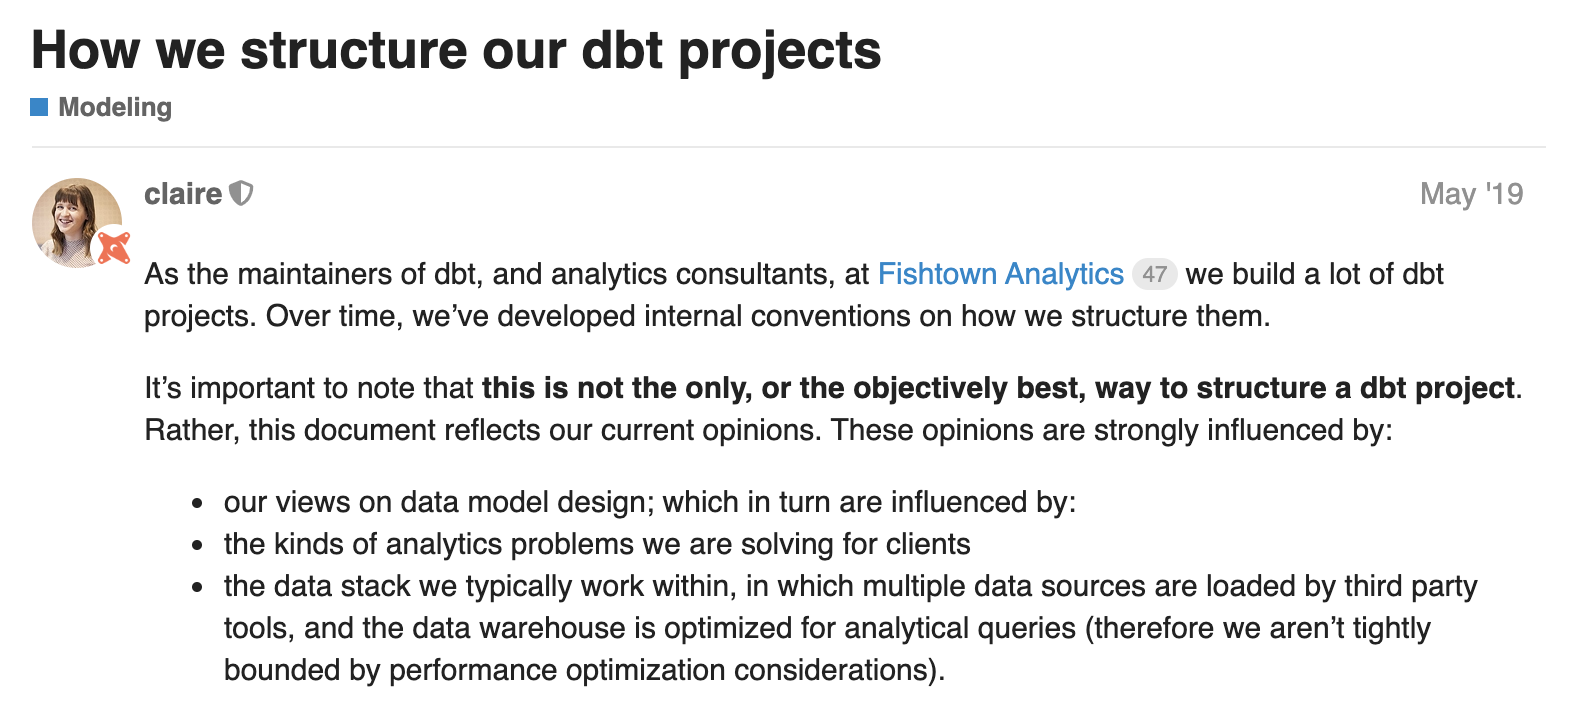 How we structure our dbt projects
Modeling
claire
May '19
As the maintainers of dbt, and analytics consultants, at Fishtown Analytics 47 we build a lot of dbt
projects. Over time, we’ve developed internal conventions on how we structure them.
It’s important to note that this is not the only, or the objectively best, way to structure a dbt project.
Rather, this document reflects our current opinions. These opinions are strongly influenced by:
• our views on data model design; which in turn are influenced by:
• the kinds of analytics problems we are solving for clients
• the data stack we typically work within, in which multiple data sources are loaded by third party
tools, and the data warehouse is optimized for analytical queries (therefore we aren’t tightly
bounded by performance optimization considerations).